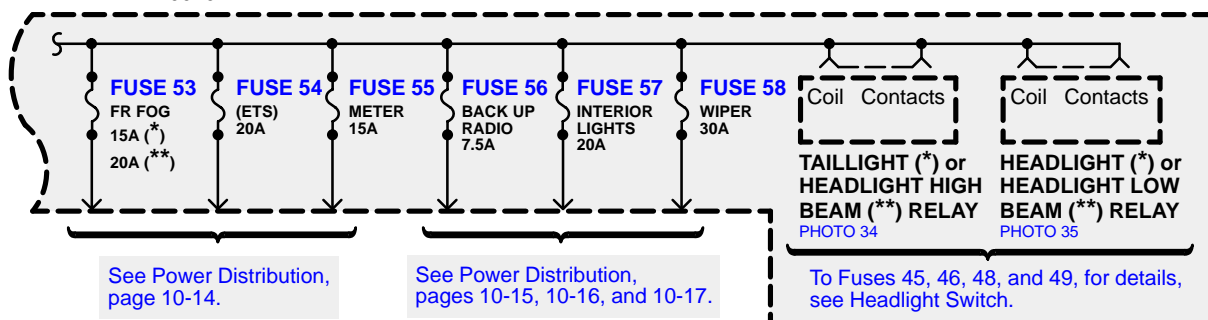 FUSE 53
FR FOG
15A (*)
20A (**)
FUSE 54
(ETS)
20A
FUSE 55
METER
15A
FUSE 56
BACK UP
RADIO
7.5A
FUSE 57
INTERIOR
LIGHTS
20A
FUSE 58
WIPER
30A
Coil Contacts
TAILLIGHT (*) or
HEADLIGHT HIGH
BEAM (**) RELAY
PHOTO 34
Coil Contacts
HEADLIGHT (*) or
HEADLIGHT LOW
BEAM (**) RELAY
PHOTO 35
See Power Distribution,
page 10-14.
See Power Distribution,
pages 10-15, 10-16, and 10-17.
To Fuses 45, 46, 48, and 49, for details,
see Headlight Switch.